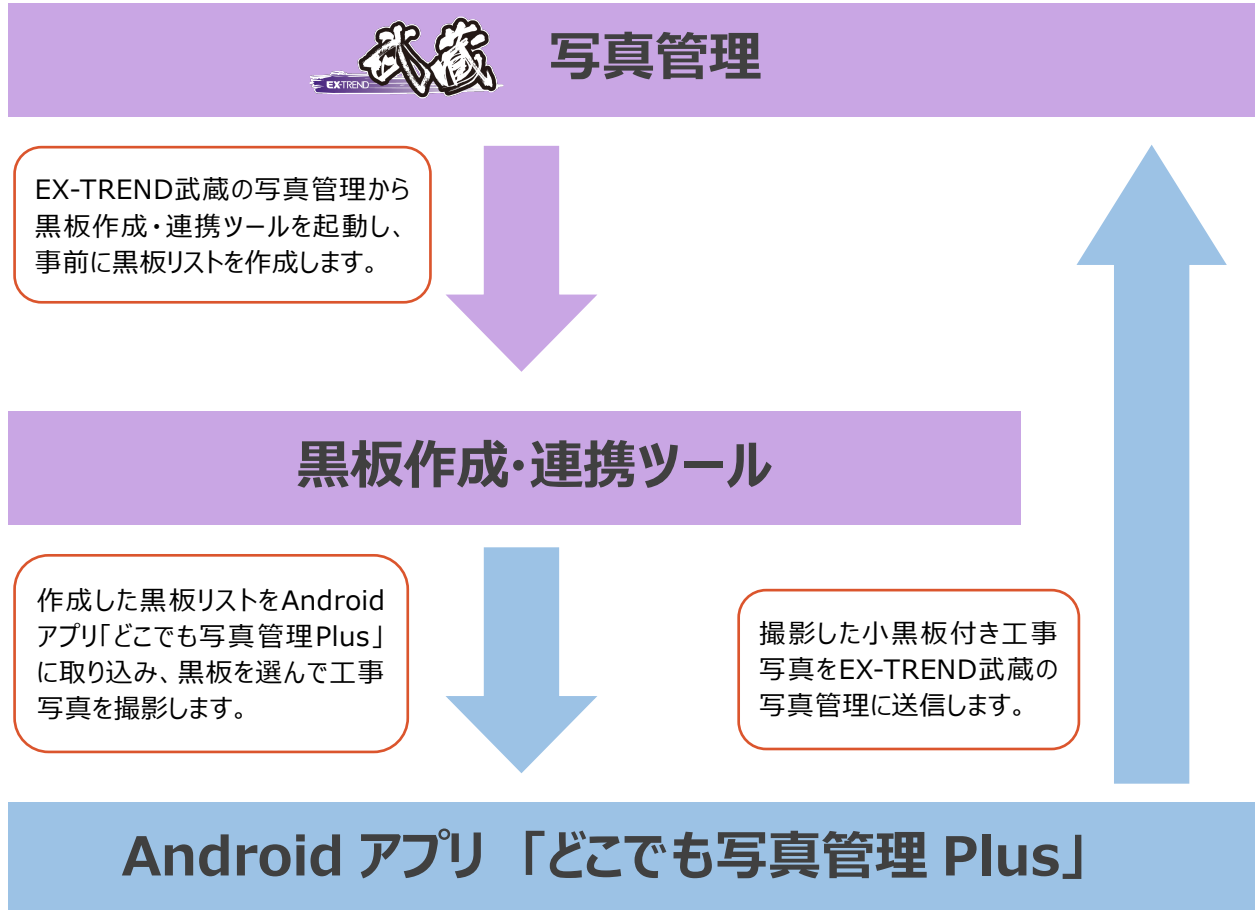 武蔵 写真管理
EX-TREND
EX-TREND武蔵の写真管理から
黒板作成・連携ツールを起動し、
事前に黒板リストを作成します。
黒板作成・連携ツール
作成した黒板リストをAndroid
アプリ「どこでも写真管理Plus」
に取り込み、黒板を選んで工事
写真を撮影します。
撮影した小黒板付き工事
写真をEX-TREND武蔵の
写真管理に送信します。
Android アプリ「どこでも写真管理 Plus」